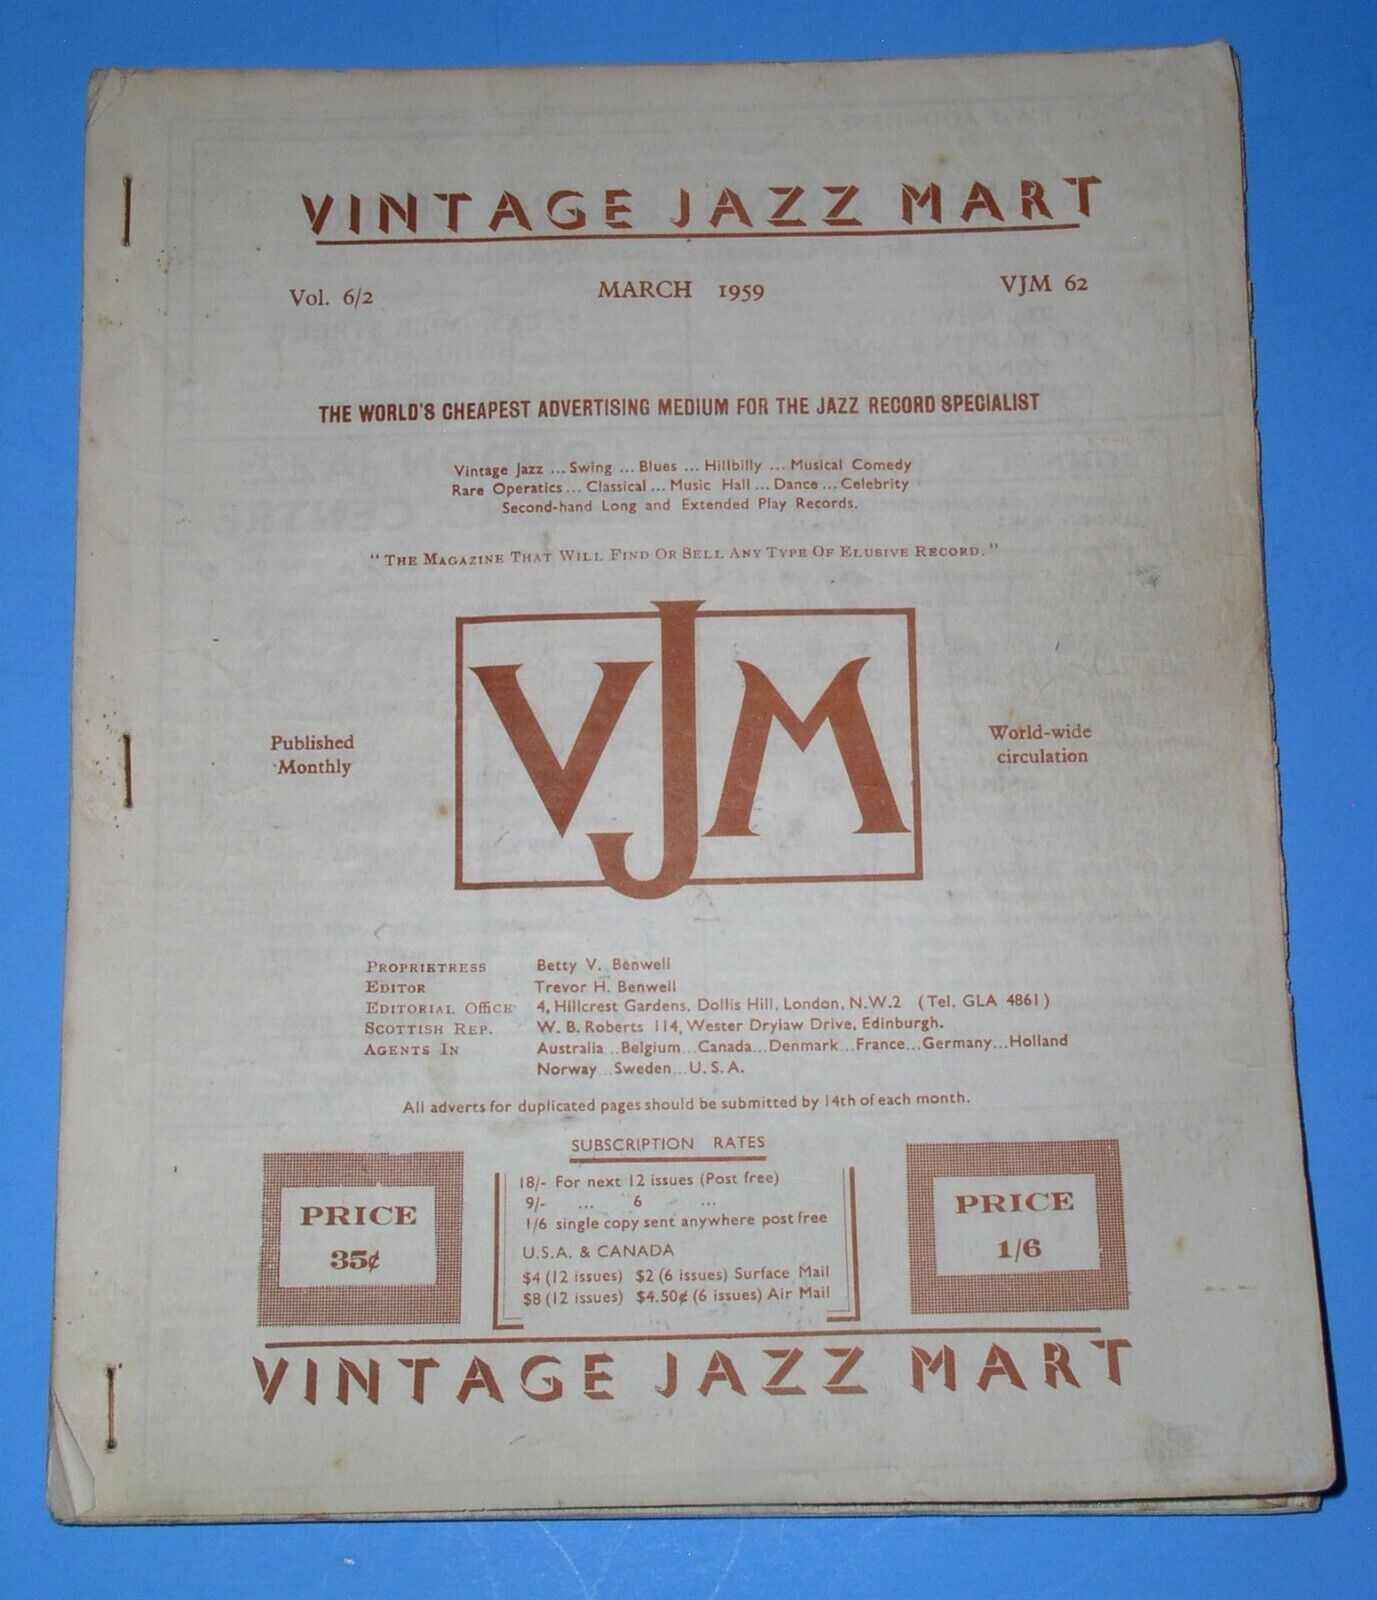 VINTAGE JAZZ MART
Vol. 6/2 MARCH 1959 VJM 62
THE WORLD'S CHEAPEST ADVERTISING MEDIUM FOR THE JAZZ RECORD SPECIALIST
Vintage Jazz ... Swing ... Blues ... Hillbilly ... Musical Comedy
Rare Operatics ... Classical ... Music Hall ... Dance ... Celebrity
Second-hand Long and Extended Play Records.
"THE MAGAZINE THAT WILL FIND OR SELL ANY TYPE OF ELUSIVE RECORD."
VJM
Published
Monthly
World-wide
circulation
PROPRIETRESS Betty V. Benwell
EDITOR Trevor H. Benwell
EDITORIAL OFFICE 4, Hillcrest Gardens, Dollis Hill, London, N.W.2 (Tel. GLA 4861)
SCOTTISH REP. W. B. Roberts 114, Wester Drylaw Drive, Edinburgh.
AGENTS IN Australia ... Belgium ... Canada ... Denmark ... France ... Germany ... Holland
Norway ... Sweden ... U. S. A.
All adverts for duplicated pages should be submitted by 14th of each month.
SUBSCRIPTION RATES
18/- For next 12 issues (Post free)
9/- ... 6 ...
1/6 single copy sent anywhere post free
U.S.A. & CANADA
$4 (12 issues) $2 (6 issues) Surface Mail
$8 (12 issues) $4.50¢ (6 issues) Air Mail
PRICE
35¢
PRICE
1/6
VINTAGE JAZZ MART